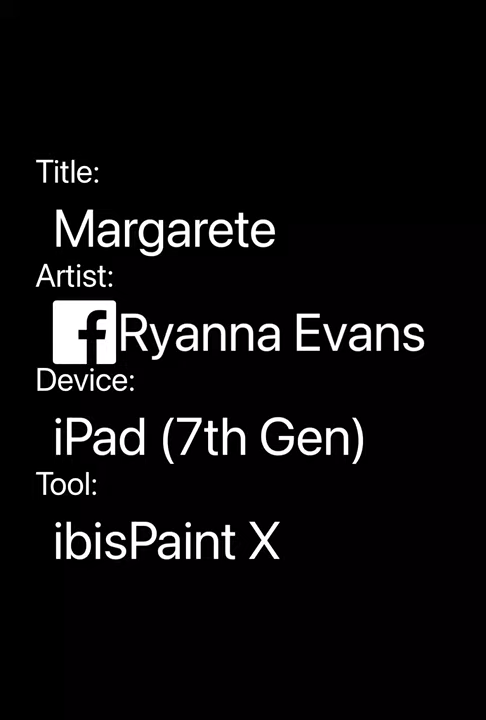 Title:
Margarete
Artist:
Ryanna Evans
Device:
iPad (7th Gen)
Tool:
ibisPaint X